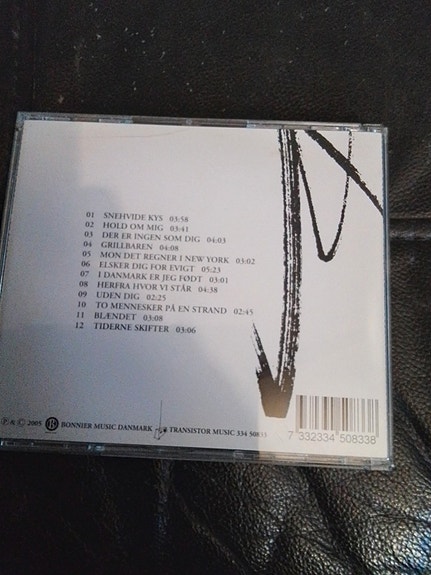 01 SNEHVIDE KYS 03:58
02 HOLD OM MIG 03:41
03 DER ER INGEN SOM DIG 04:03
04 GRILLBAREN 04:08
05 MON DET REGNER I NEW YORK 03:02
06 ELSKER DIG FOR EVIGT 05:23
07 I DANMARK ER JEG FØDT 03:01
08 HERFRA HVOR VI STÅR 04:38
09 UDEN DIG 02:25
10 TO MENNESKER PÅ EN STRAND 02:45
11 BLÆNDET 03:08
12 TIDERNE SKIFTER 03:06
℗ & © 2005 B BONNIER MUSIC DANMARK TRANSISTOR MUSIC 334 50833
7 332334 508338